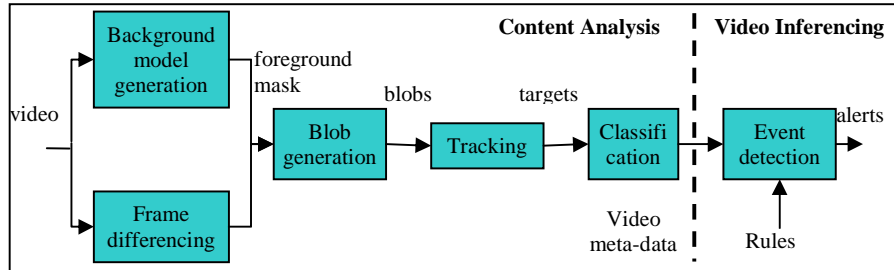 Content Analysis
Video Inferencing
Background
model
generation
foreground
mask
video
blobs
targets
alerts
Blob
generation
Tracking
Classifi
cation
Event
detection
Frame
differencing
Video
meta-data
Rules